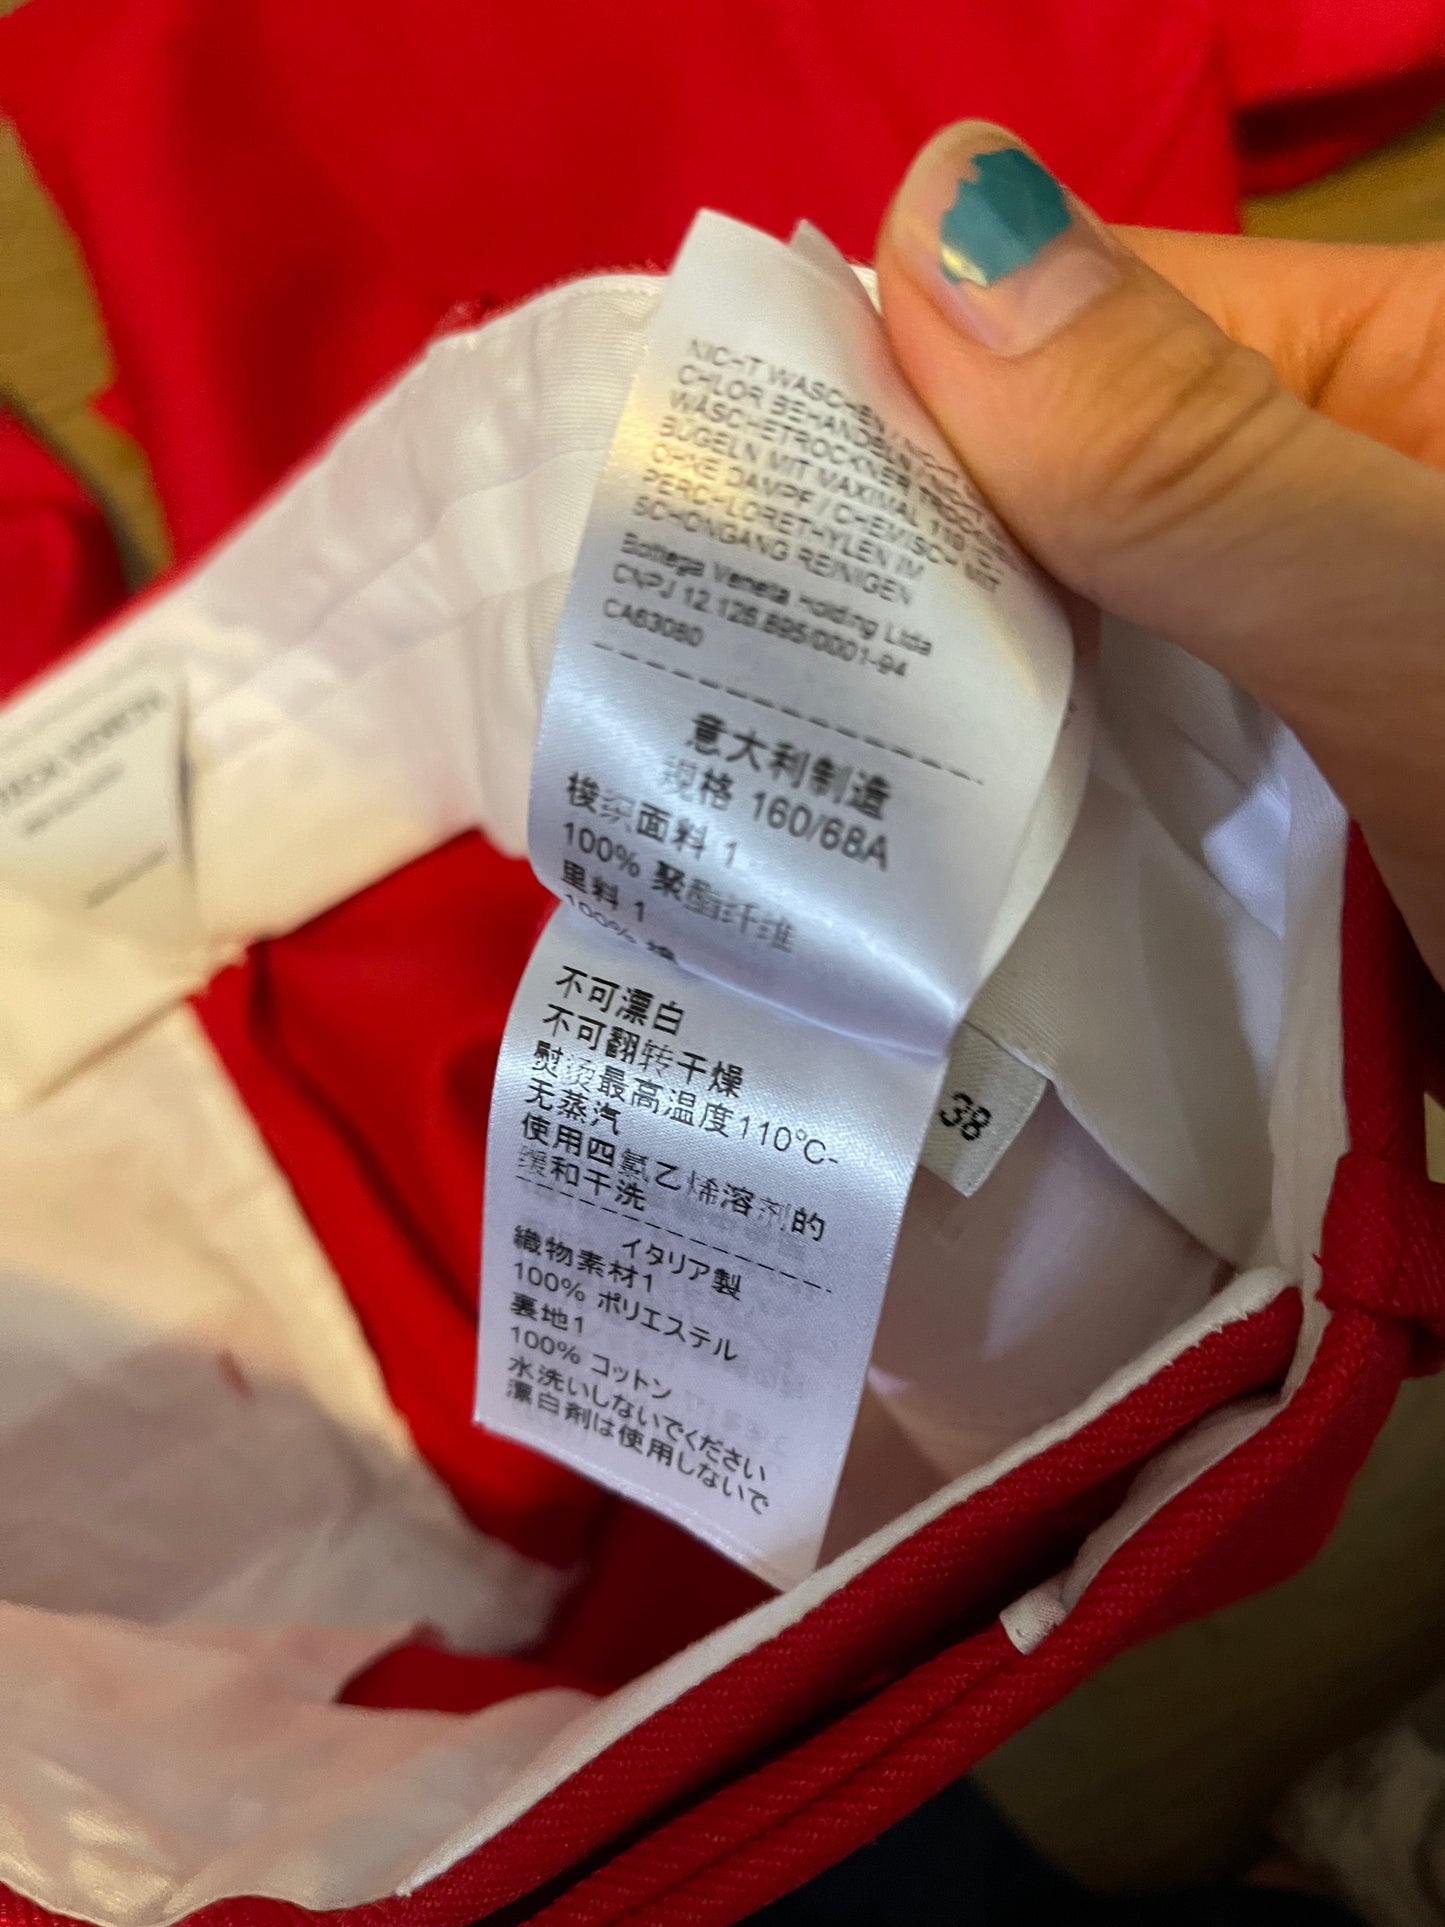 NICHT WASCHEN / NICHT
CHLOR BEHANDELN /
WÄSCHETROCKNER TROCKNEN
BÜGELN MIT MAXIMAL 110
OHNE DAMPF / CHEMISCH MIT
PERCHLORETHYLEN IM
SCHONGANG REINIGEN
Bottega Veneta Holding Ltda
CNPJ 12.126.895/0001-94
CA63080
意大利制造
规格 160/68A
梭织面料 1
100% 聚酯纤维
里料 1
100% 棉
不可漂白
不可翻转干燥
熨烫最高温度110°C-
无蒸汽
使用四氯乙烯溶剂的
缓和干洗
イタリア製
織物素材1
100% ポリエステル
裏地1
100% コットン
水洗いしないでください
漂白剤は使用しないで
38